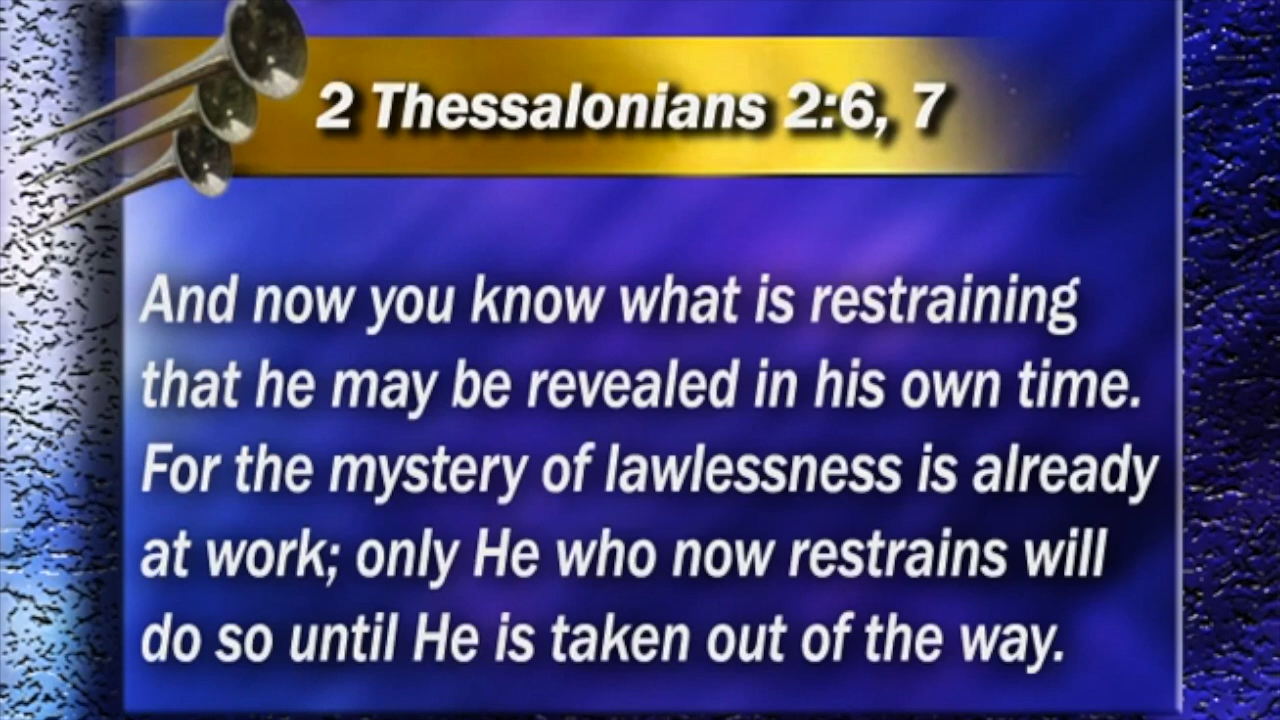 2 Thessalonians 2:6, 7
And now you know what is restraining
that he may be revealed in his own time.
For the mystery of lawlessness is already
at work; only He who now restrains will
do so until He is taken out of the way.